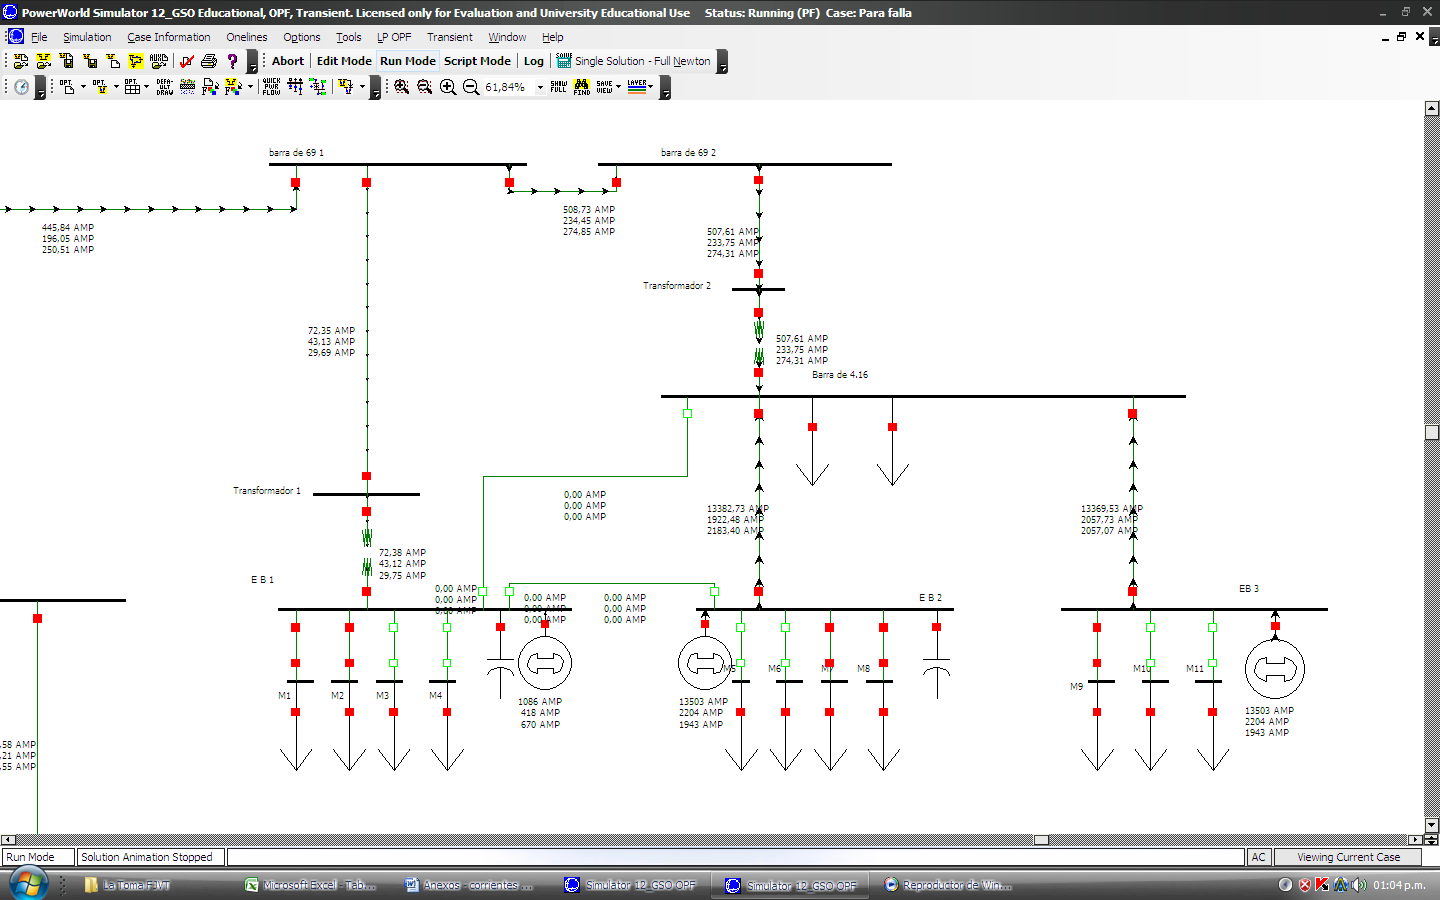 PowerWorld Simulator 12_GSO Educational, OPF, Transient. Licensed only for Evaluation and University Educational Use     Status: Running (PF)  Case: Para falla
File  Simulation  Case Information  Onelines  Options  Tools  LP OPF  Transient  Window  Help
Abort  Edit Mode  Run Mode  Script Mode  Log  Single Solution - Full Newton
61,84%
barra de 69 1
barra de 69 2
445,84 AMP
196,05 AMP
250,51 AMP
508,73 AMP
234,45 AMP
274,85 AMP
507,61 AMP
233,75 AMP
274,31 AMP
Transformador 2
72,35 AMP
43,13 AMP
29,69 AMP
507,61 AMP
233,75 AMP
274,31 AMP
Barra de 4.16
Transformador 1
0,00 AMP
0,00 AMP
0,00 AMP
13382,73 AMP
1922,48 AMP
2183,40 AMP
13369,53 AMP
2057,73 AMP
2057,07 AMP
72,38 AMP
43,12 AMP
29,75 AMP
E B 1
0,00 AMP
0,00 AMP
0,00 AMP
0,00 AMP
0,00 AMP
0,00 AMP
0,00 AMP
0,00 AMP
0,00 AMP
E B 2
EB 3
M1
M2
M3
M4
M5
M6
M7
M8
M9
M10
M11
1086 AMP
418 AMP
670 AMP
13503 AMP
2204 AMP
1943 AMP
13503 AMP
2204 AMP
1943 AMP
,58 AMP
,21 AMP
,55 AMP
Run Mode  Solution Animation Stopped  AC  Viewing Current Case
La Toma FJVT  Microsoft Excel - Tab...  Anexos - corrientes ...  Simulator 12_GSO OPF  Simulator 12_GSO OPF  Reproductor de Win...  01:04 p.m.